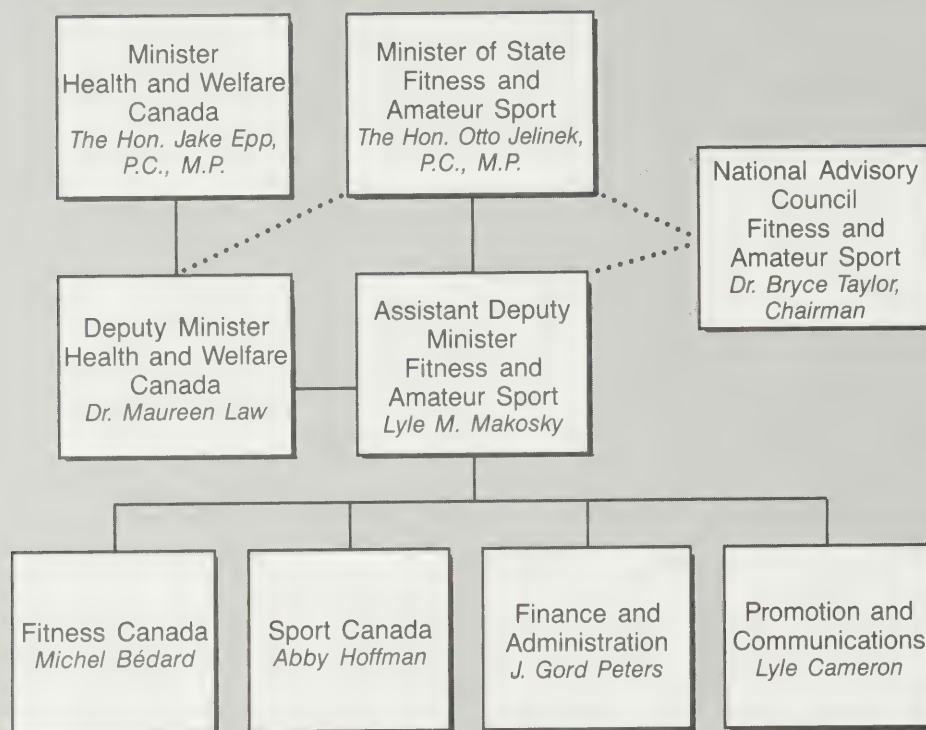 Minister
Health and Welfare
Canada
The Hon. Jake Epp,
P.C., M.P.
Minister of State
Fitness and
Amateur Sport
The Hon. Otto Jelinek,
P.C., M.P.
National Advisory
Council
Fitness and
Amateur Sport
Dr. Bryce Taylor,
Chairman
Deputy Minister
Health and Welfare
Canada
Dr. Maureen Law
Assistant Deputy
Minister
Fitness and
Amateur Sport
Lyle M. Makosky
Fitness Canada
Michel Bédard
Sport Canada
Abby Hoffman
Finance and
Administration
J. Gord Peters
Promotion and
Communications
Lyle Cameron